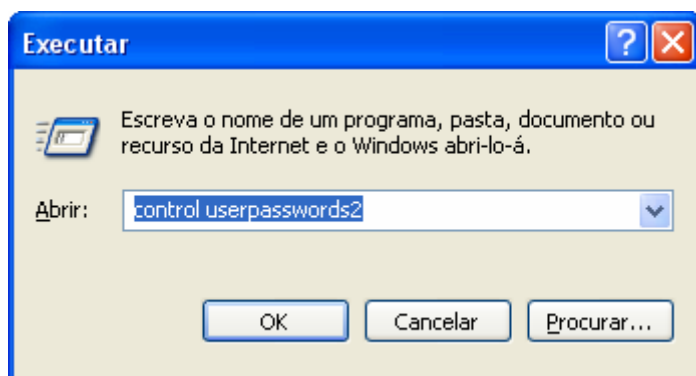 Executar
Escreva o nome de um programa, pasta, documento ou
recurso da Internet e o Windows abri-lo-á.
Abrir: control userpasswords2
OK Cancelar Procurar...